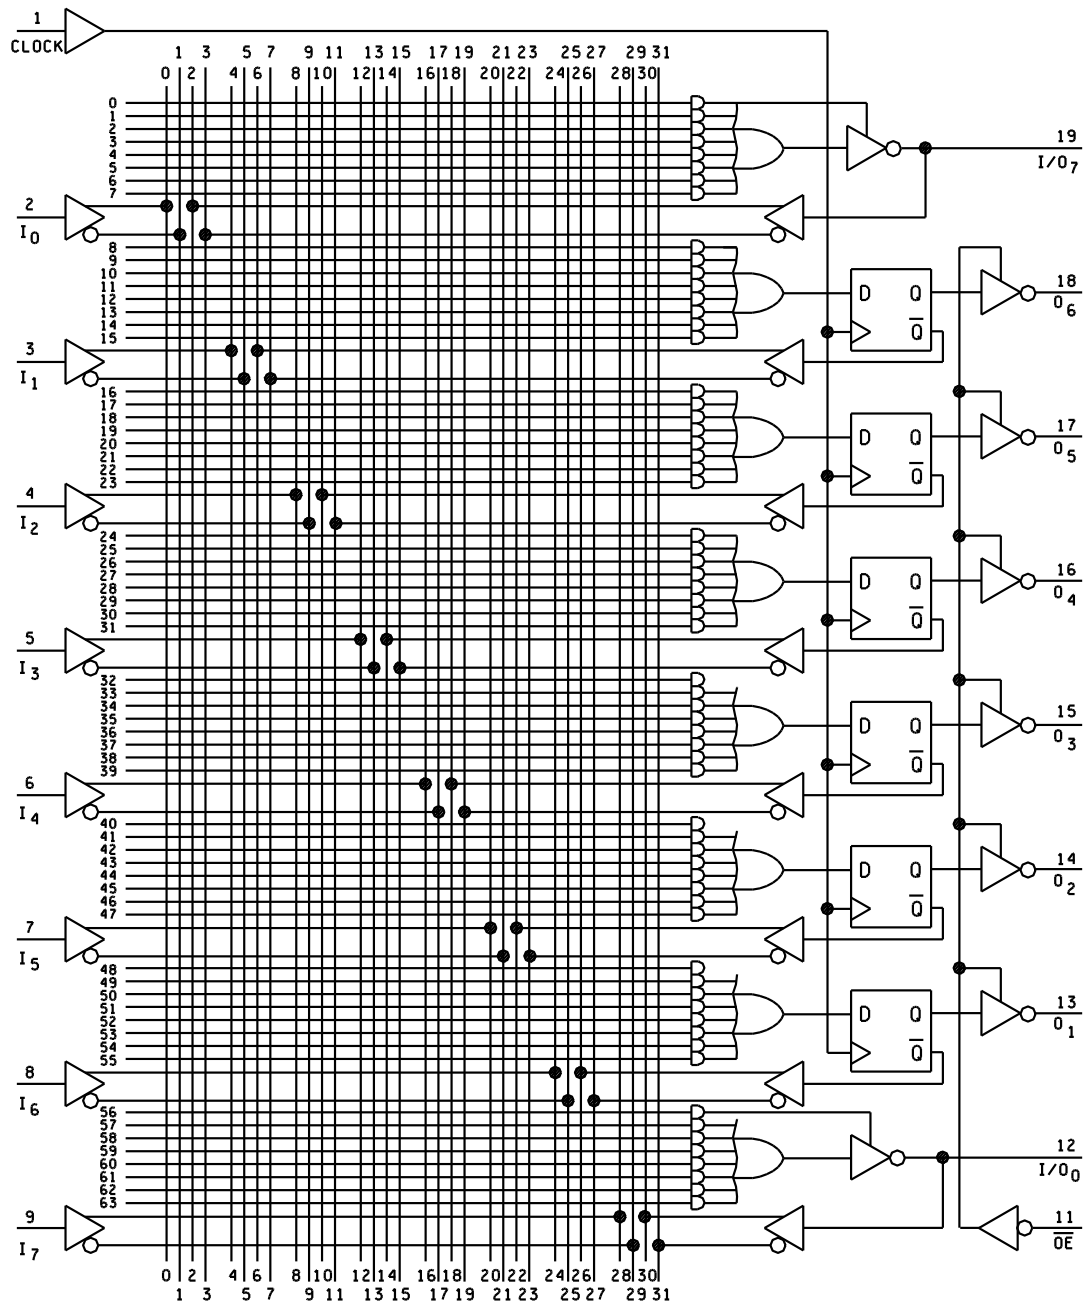 1
CLOCK
1 3 5 7 9 11 13 15 17 19 21 23 25 27 29 31
0 2 4 6 8 10 12 14 16 18 20 22 24 26 28 30
0
1
2
3
4
5
6
7
19
I/O7
2
I0
8
9
10
11
12
13
14
15
D Q
Q̅
18
O6
3
I1
16
17
18
19
20
21
22
23
D Q
Q̅
17
O5
4
I2
24
25
26
27
28
29
30
31
D Q
Q̅
16
O4
5
I3
32
33
34
35
36
37
38
39
D Q
Q̅
15
O3
6
I4
40
41
42
43
44
45
46
47
D Q
Q̅
14
O2
7
I5
48
49
50
51
52
53
54
55
D Q
Q̅
13
O1
8
I6
56
57
58
59
60
61
62
63
12
I/O0
9
I7
11
O̅E̅
0 2 4 6 8 10 12 14 16 18 20 22 24 26 28 30
1 3 5 7 9 11 13 15 17 19 21 23 25 27 29 31